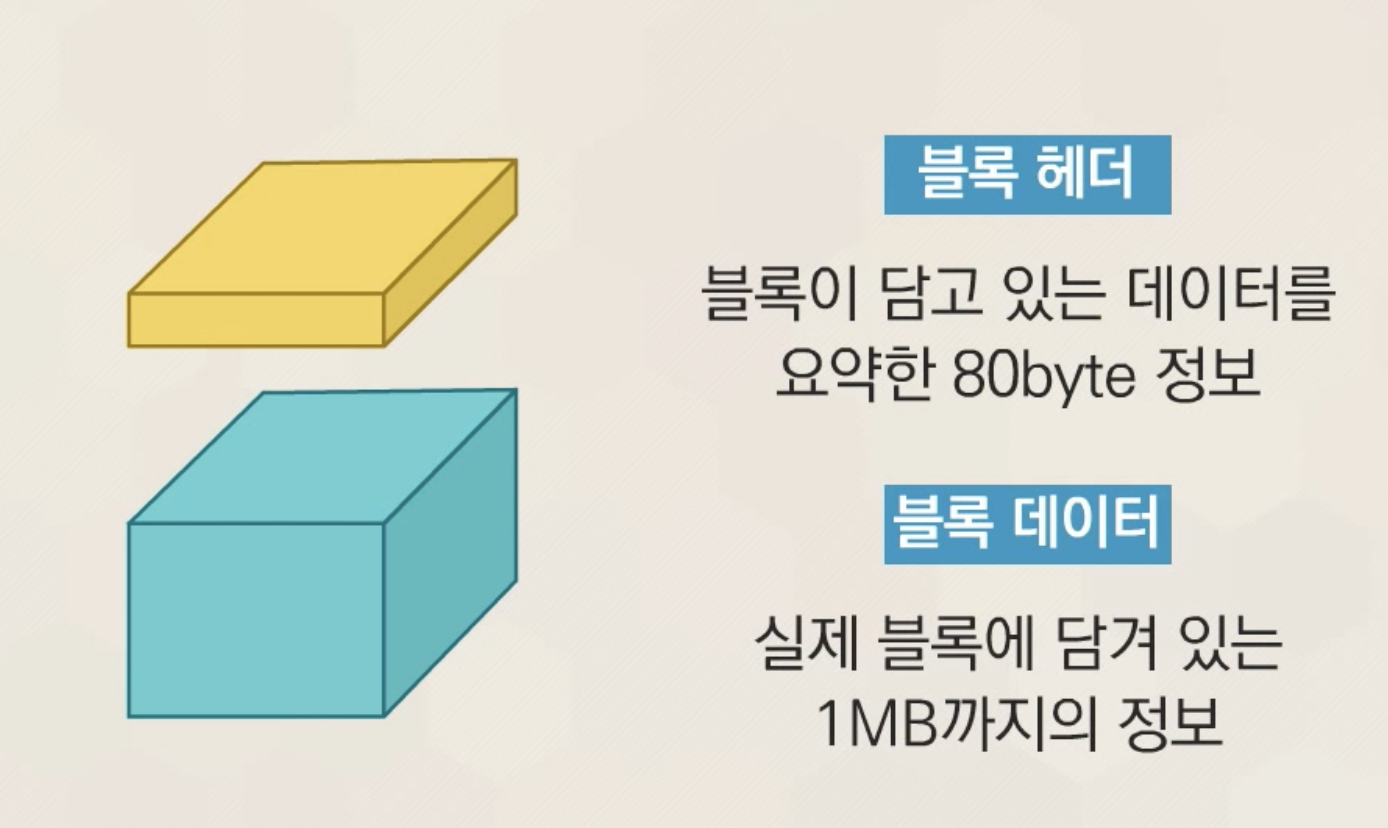 블록 헤더
블록이 담고 있는 데이터를
요약한 80byte 정보
블록 데이터
실제 블록에 담겨 있는
1MB까지의 정보